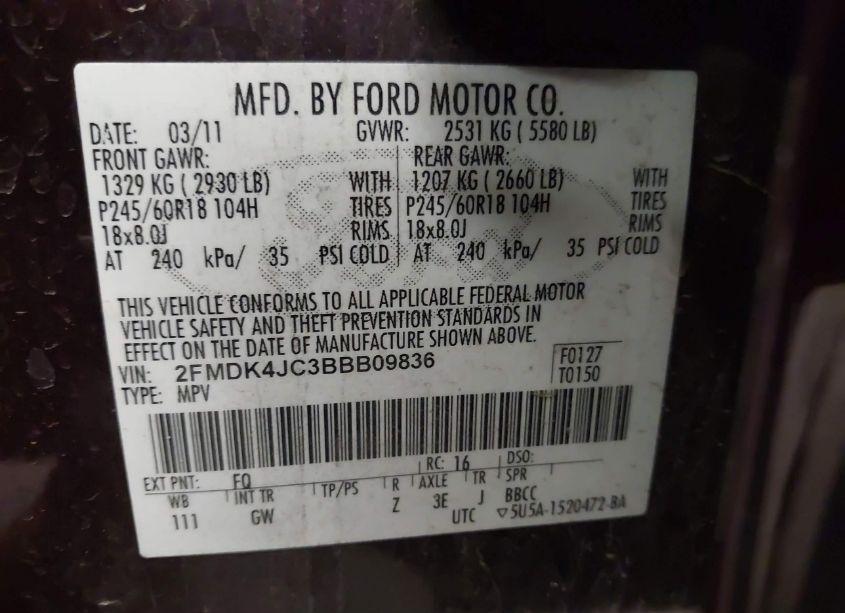 MFD. BY FORD MOTOR CO.
DATE: 03/11 GVWR: 2531 KG ( 5580 LB)
FRONT GAWR: REAR GAWR:
1329 KG ( 2930 LB) WITH 1207 KG ( 2660 LB) WITH
P245/60R18 104H TIRES P245/60R18 104H TIRES
18x8.0J RIMS 18x8.0J RIMS
AT 240 kPa/ 35 PSI COLD AT 240 kPa/ 35 PSI COLD
THIS VEHICLE CONFORMS TO ALL APPLICABLE FEDERAL MOTOR
VEHICLE SAFETY AND THEFT PREVENTION STANDARDS IN
EFFECT ON THE DATE OF MANUFACTURE SHOWN ABOVE.
VIN: 2FMDK4JC3BBB09836 F0127
TYPE: MPV T0150
EXT PNT: FQ RC: 16 DSO:
WB INT TR TP/PS R AXLE TR SPR
111 GW Z 3E J BBCC
UTC ▽5U5A-1520472-BA